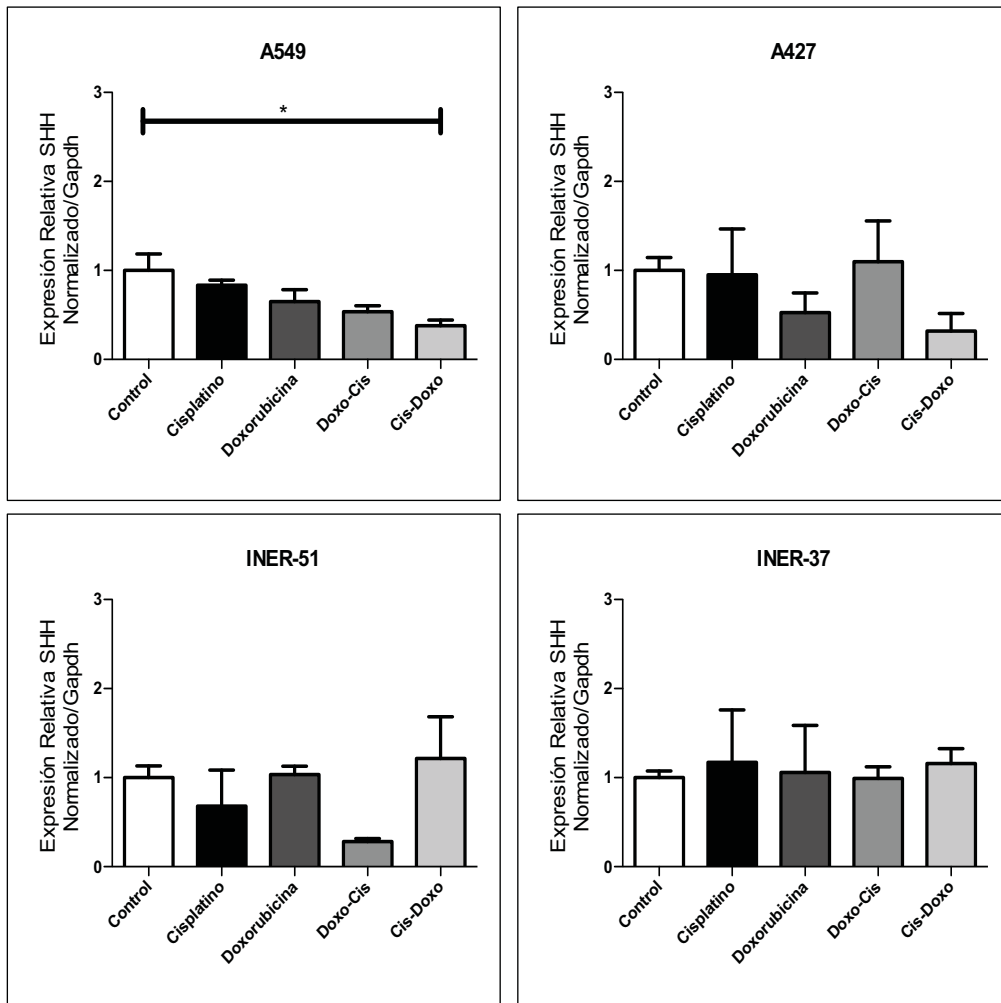 A549
Expresión Relativa SHH
Normalizado/Gapdh
3
2
1
0
*
Control
Cisplatino
Doxorubicina
Doxo-Cis
Cis-Doxo
A427
Expresión Relativa SHH
Normalizado/Gapdh
3
2
1
0
Control
Cisplatino
Doxorubicina
Doxo-Cis
Cis-Doxo
INER-51
Expresión Relativa SHH
Normalizado/Gapdh
3
2
1
0
Control
Cisplatino
Doxorubicina
Doxo-Cis
Cis-Doxo
INER-37
Expresión Relativa SHH
Normalizado/Gapdh
3
2
1
0
Control
Cisplatino
Doxorubicina
Doxo-Cis
Cis-Doxo